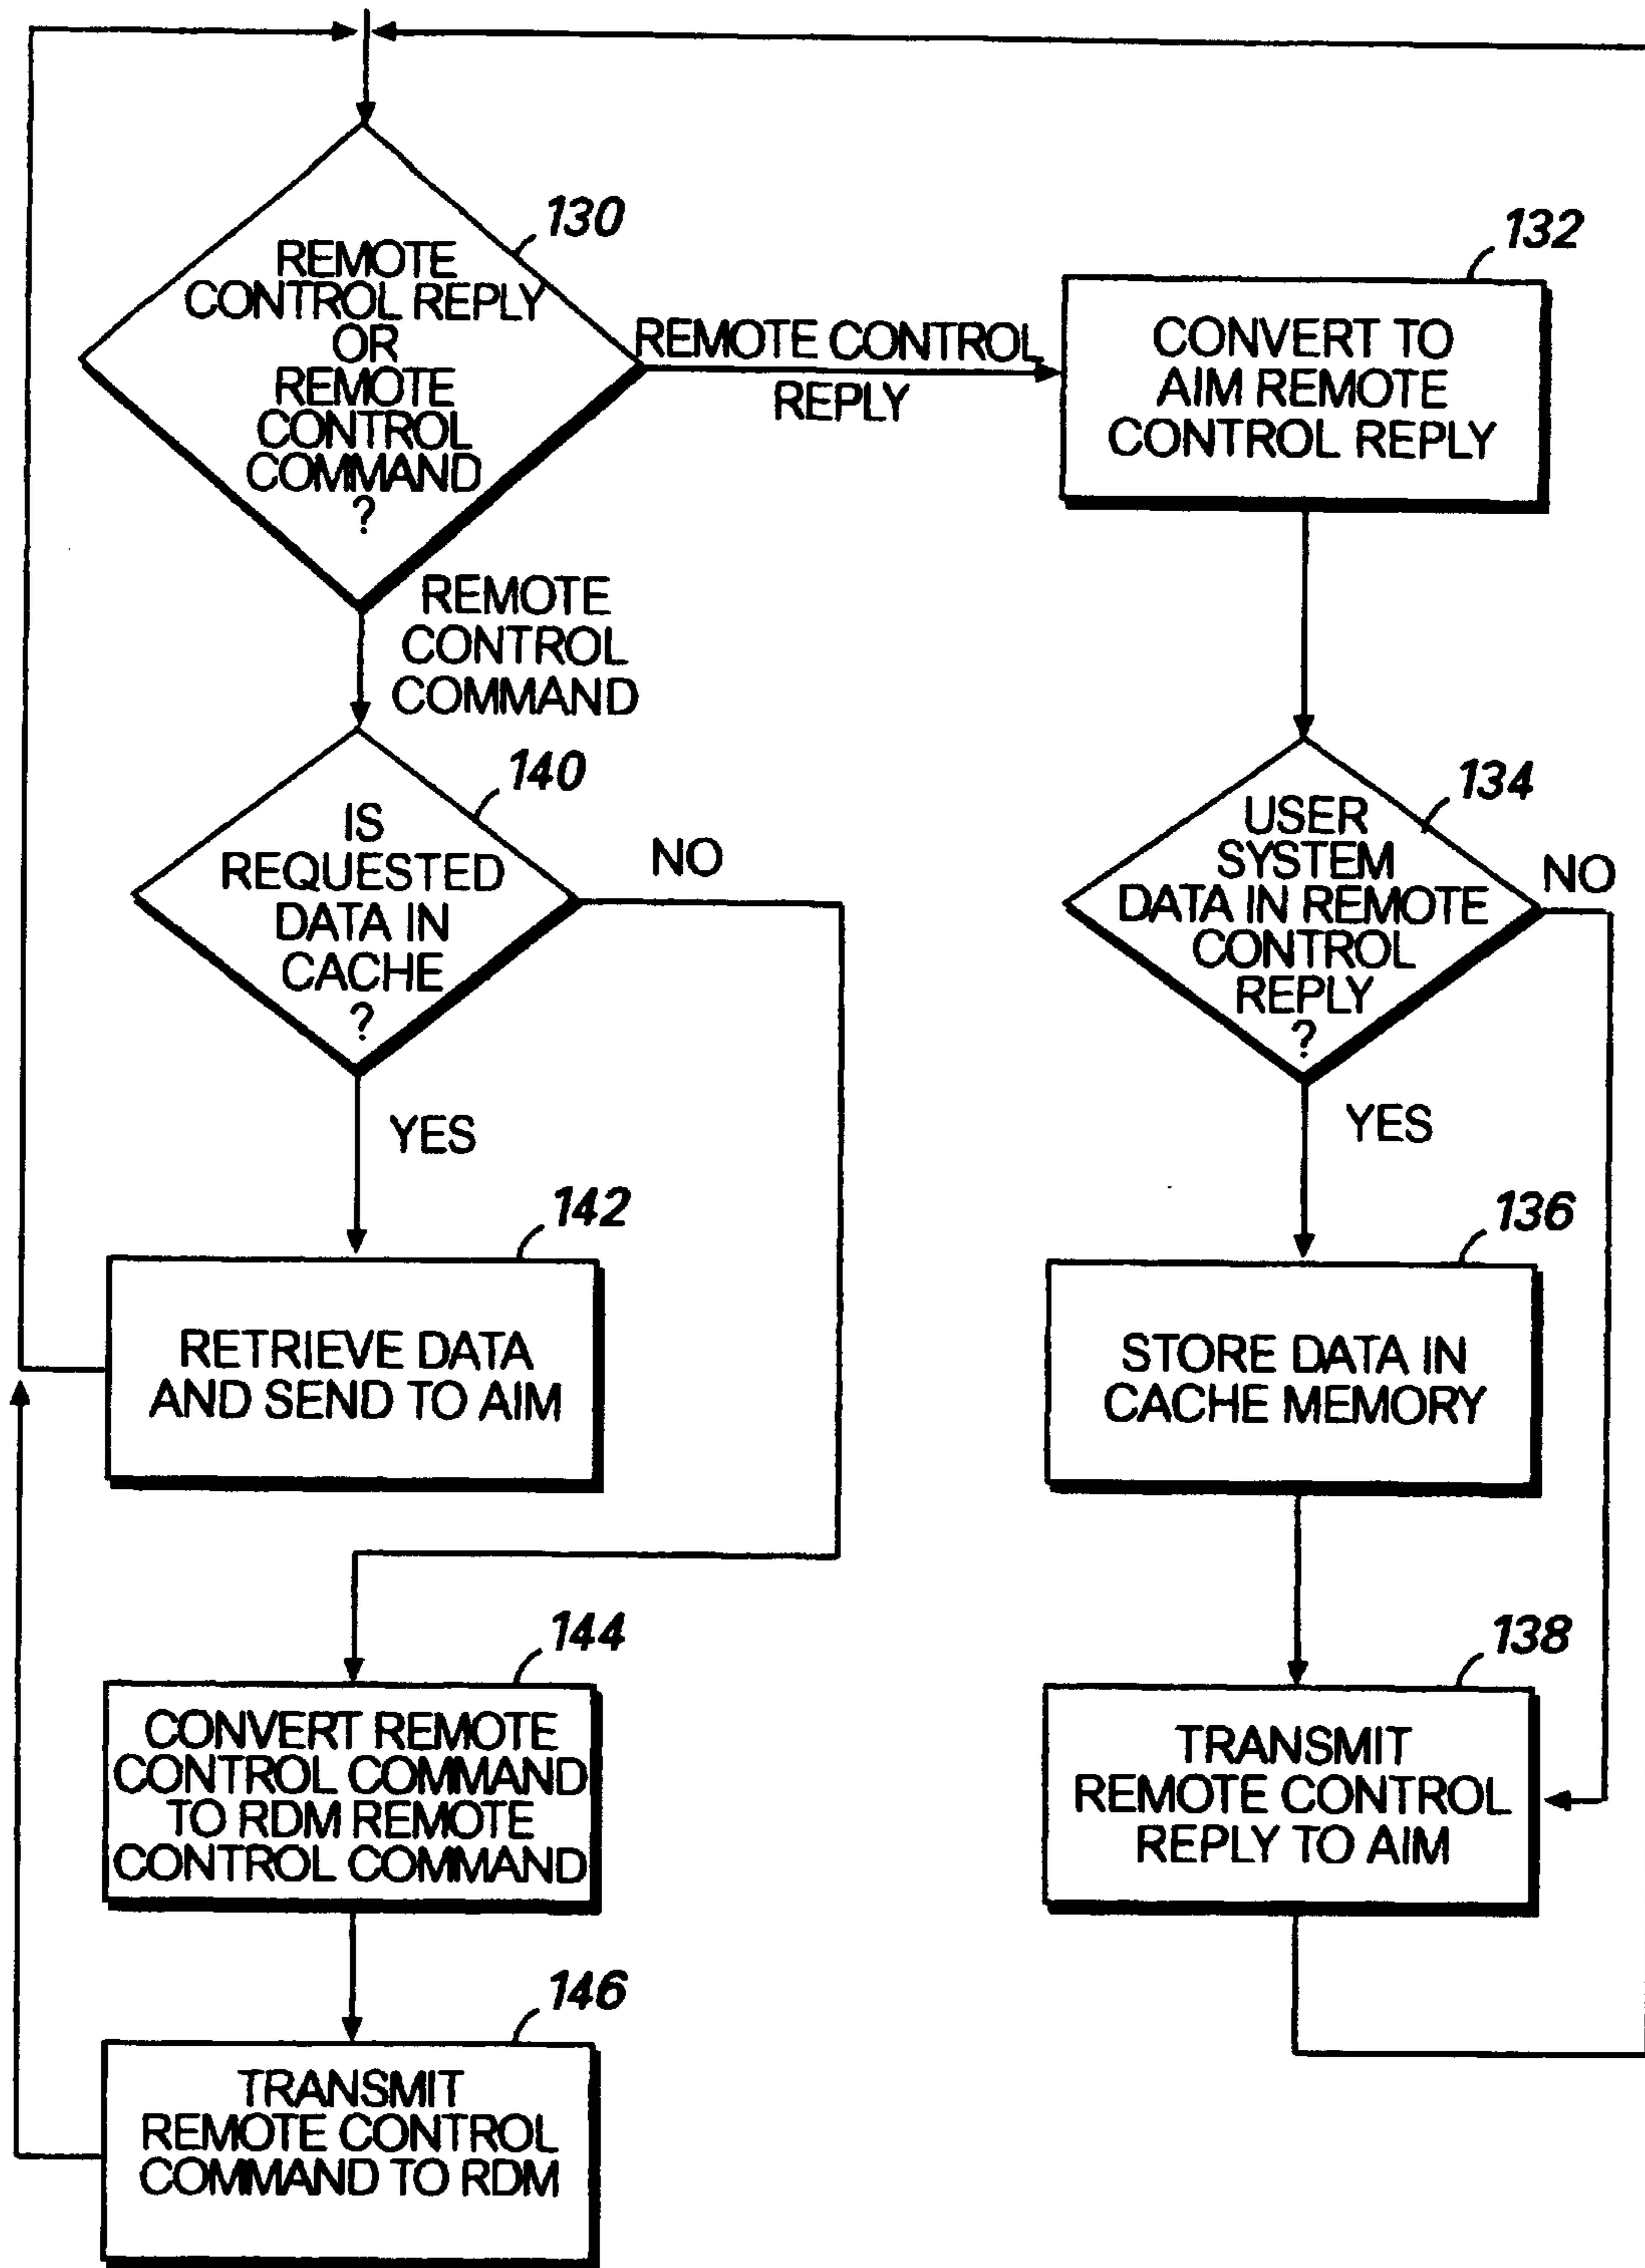 130
REMOTE
CONTROL REPLY
OR
REMOTE
CONTROL
COMMAND
?
REMOTE CONTROL
REPLY
132
CONVERT TO
AIM REMOTE
CONTROL REPLY
REMOTE
CONTROL
COMMAND
140
IS
REQUESTED
DATA IN
CACHE
?
NO
YES
134
USER
SYSTEM
DATA IN REMOTE
CONTROL
REPLY
?
NO
YES
142
RETRIEVE DATA
AND SEND TO AIM
136
STORE DATA IN
CACHE MEMORY
144
CONVERT REMOTE
CONTROL COMMAND
TO RDM REMOTE
CONTROL COMMAND
138
TRANSMIT
REMOTE CONTROL
REPLY TO AIM
146
TRANSMIT
REMOTE CONTROL
COMMAND TO RDM